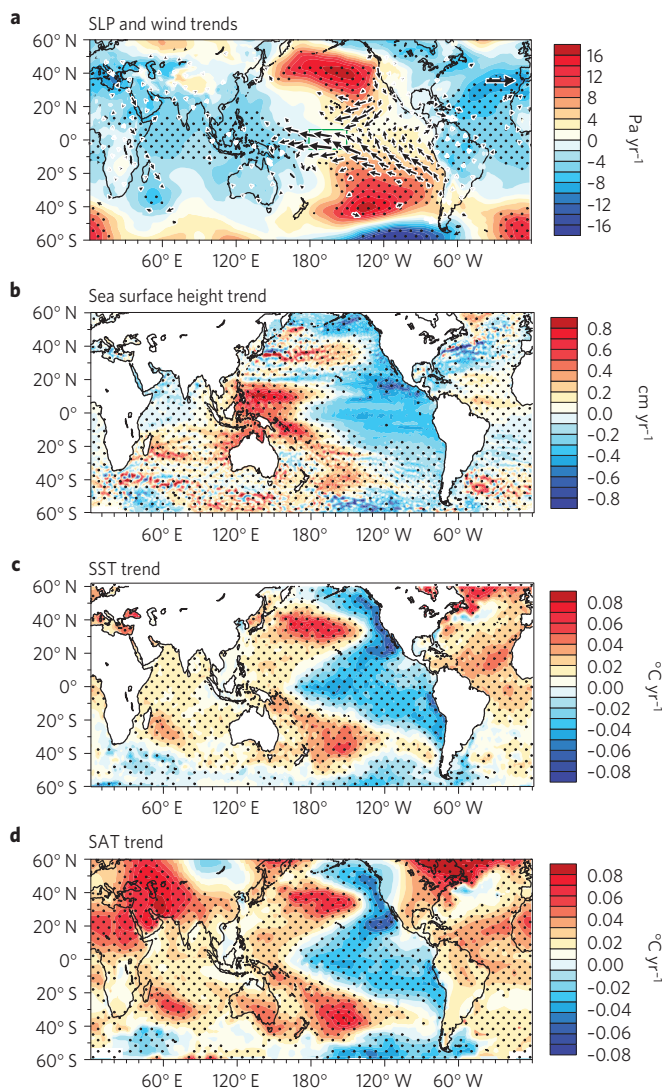 a
SLP and wind trends
60° N
40° N
20° N
0°
20° S
40° S
60° S
60° E 120° E 180° 120° W 60° W
16
12
8
4
0
−4
−8
−12
−16
Pa yr⁻¹
b
Sea surface height trend
60° N
40° N
20° N
0°
20° S
40° S
60° S
60° E 120° E 180° 120° W 60° W
0.8
0.6
0.4
0.2
0.0
−0.2
−0.4
−0.6
−0.8
cm yr⁻¹
c
SST trend
60° N
40° N
20° N
0°
20° S
40° S
60° S
60° E 120° E 180° 120° W 60° W
0.08
0.06
0.04
0.02
0.00
−0.02
−0.04
−0.06
−0.08
°C yr⁻¹
d
SAT trend
60° N
40° N
20° N
0°
20° S
40° S
60° S
60° E 120° E 180° 120° W 60° W
0.08
0.06
0.04
0.02
0.00
−0.02
−0.04
−0.06
−0.08
°C yr⁻¹